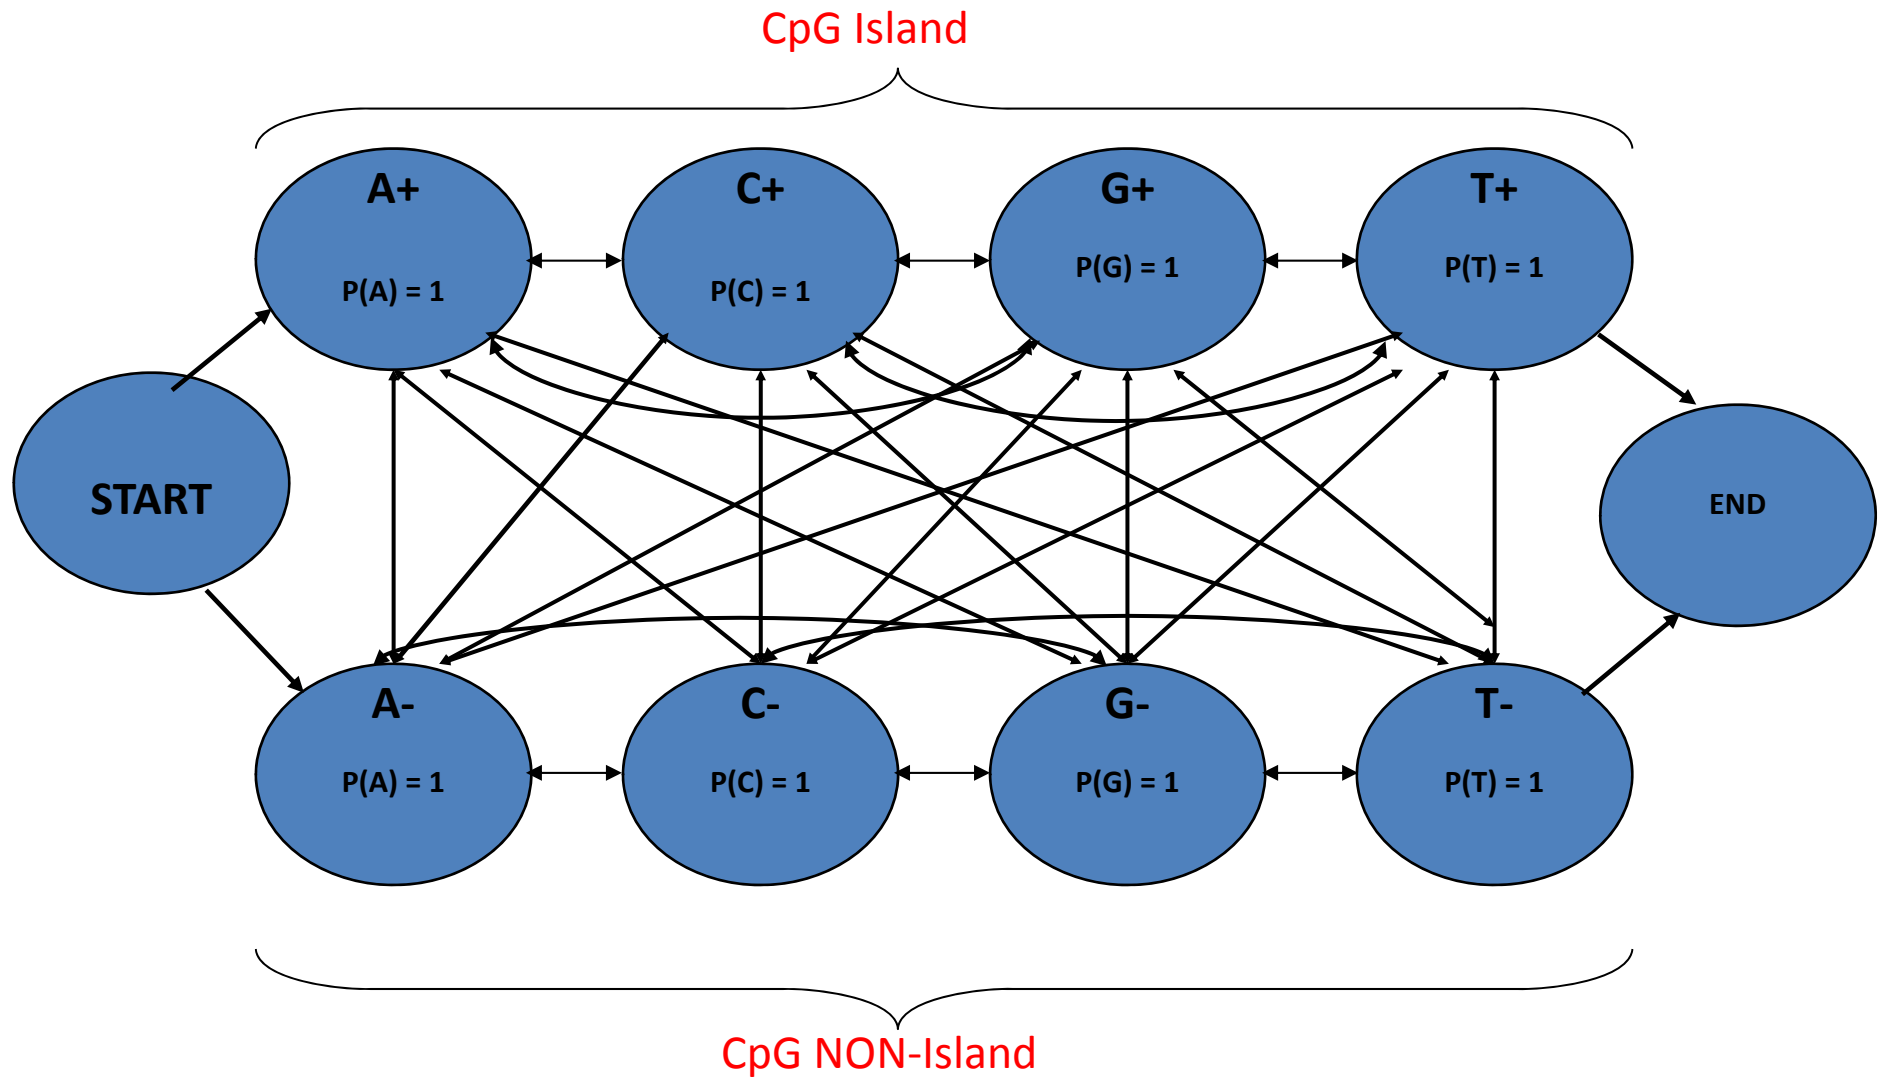 CpG Island
A+
C+
G+
T+
P(A) = 1
P(C) = 1
P(G) = 1
P(T) = 1
START
END
A-
C-
G-
T-
P(A) = 1
P(C) = 1
P(G) = 1
P(T) = 1
CpG NON-Island